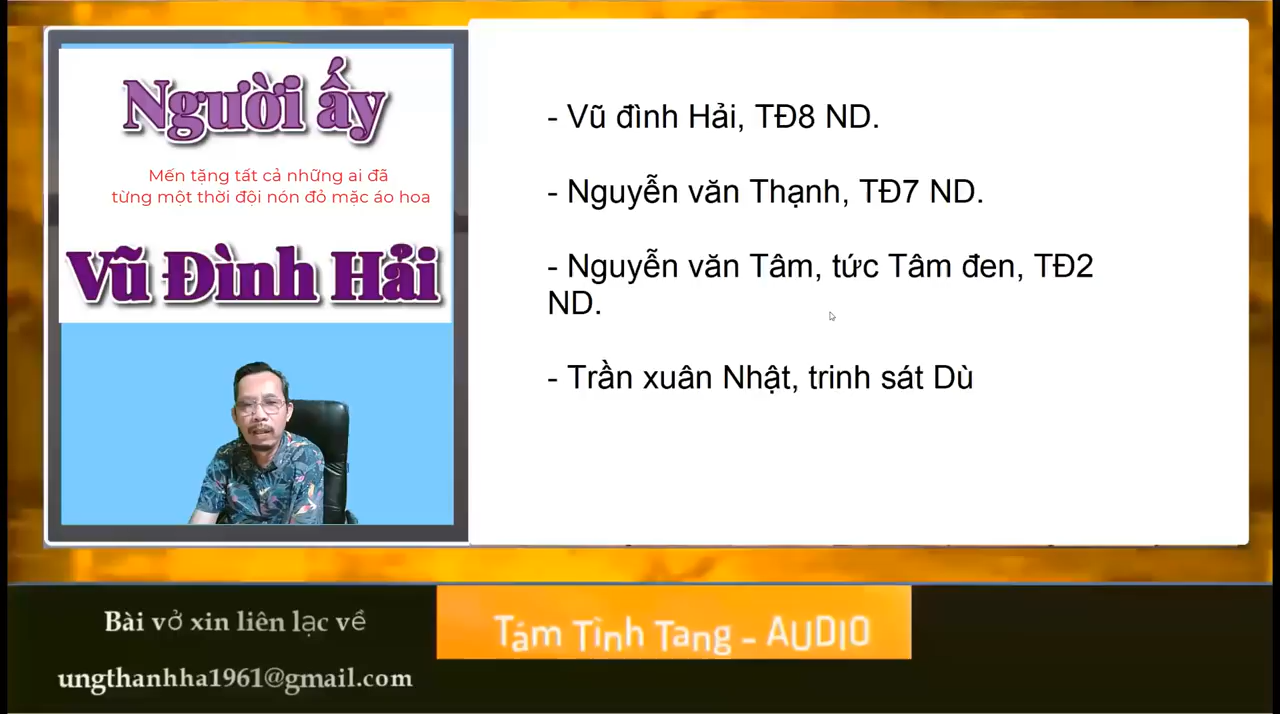 Người ấy
Mến tặng tất cả những ai đã
từng một thời đội nón đỏ mặc áo hoa
Vũ Đình Hải
- Vũ đình Hải, TĐ8 ND.
- Nguyễn văn Thạnh, TĐ7 ND.
- Nguyễn văn Tâm, tức Tâm đen, TĐ2
ND.
- Trần xuân Nhật, trinh sát Dù
Bài vở xin liên lạc về
ungthanhha1961@gmail.com
Tám Tình Tang - AUDIO